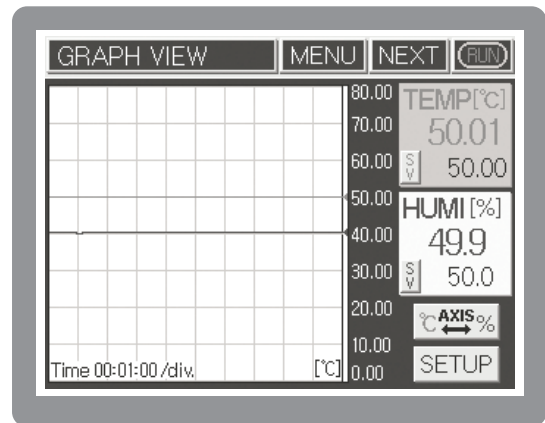 GRAPH VIEW MENU NEXT RUN
80.00
70.00
60.00
50.00
40.00
30.00
20.00
10.00
0.00
Time 00:01:00 /div. [℃]
TEMP[℃]
50.01
SV 50.00
HUMI [%]
49.9
SV 50.0
℃ AXIS %
SETUP